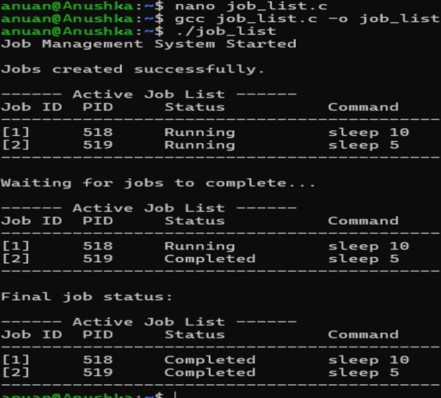 anuan@Anushka:~$ nano job_list.c
anuan@Anushka:~$ gcc job_list.c -o job_list
anuan@Anushka:~$ ./job_list
Job Management System Started
Jobs created successfully.
------ Active Job List ------
Job ID  PID     Status          Command
---------------------------------------------
[1]     518     Running         sleep 10
[2]     519     Running         sleep 5
---------------------------------------------
Waiting for jobs to complete...
------ Active Job List ------
Job ID  PID     Status          Command
---------------------------------------------
[1]     518     Running         sleep 10
[2]     519     Completed       sleep 5
---------------------------------------------
Final job status:
------ Active Job List ------
Job ID  PID     Status          Command
---------------------------------------------
[1]     518     Completed       sleep 10
[2]     519     Completed       sleep 5
---------------------------------------------
anuan@Anushka:~$